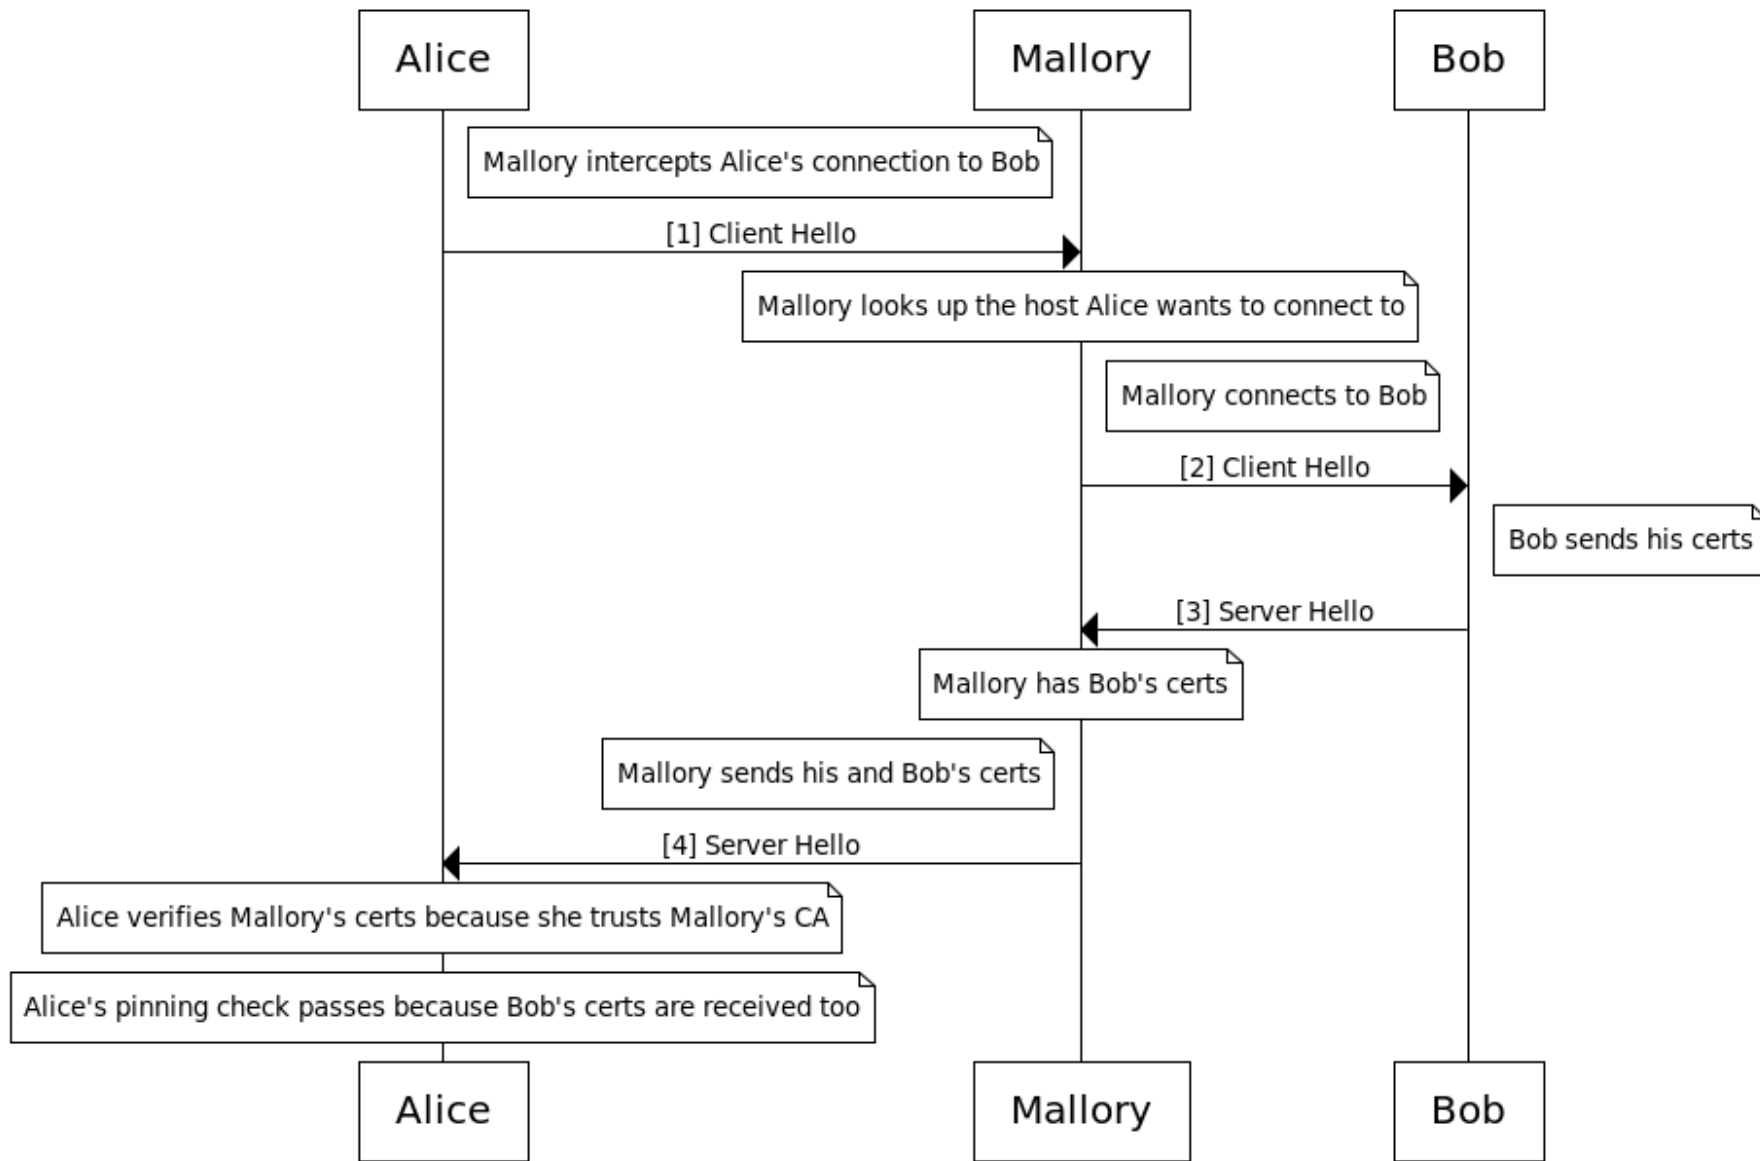 Alice
Mallory
Bob
Mallory intercepts Alice's connection to Bob
[1] Client Hello
Mallory looks up the host Alice wants to connect to
Mallory connects to Bob
[2] Client Hello
Bob sends his certs
[3] Server Hello
Mallory has Bob's certs
Mallory sends his and Bob's certs
[4] Server Hello
Alice verifies Mallory's certs because she trusts Mallory's CA
Alice's pinning check passes because Bob's certs are received too
Alice
Mallory
Bob